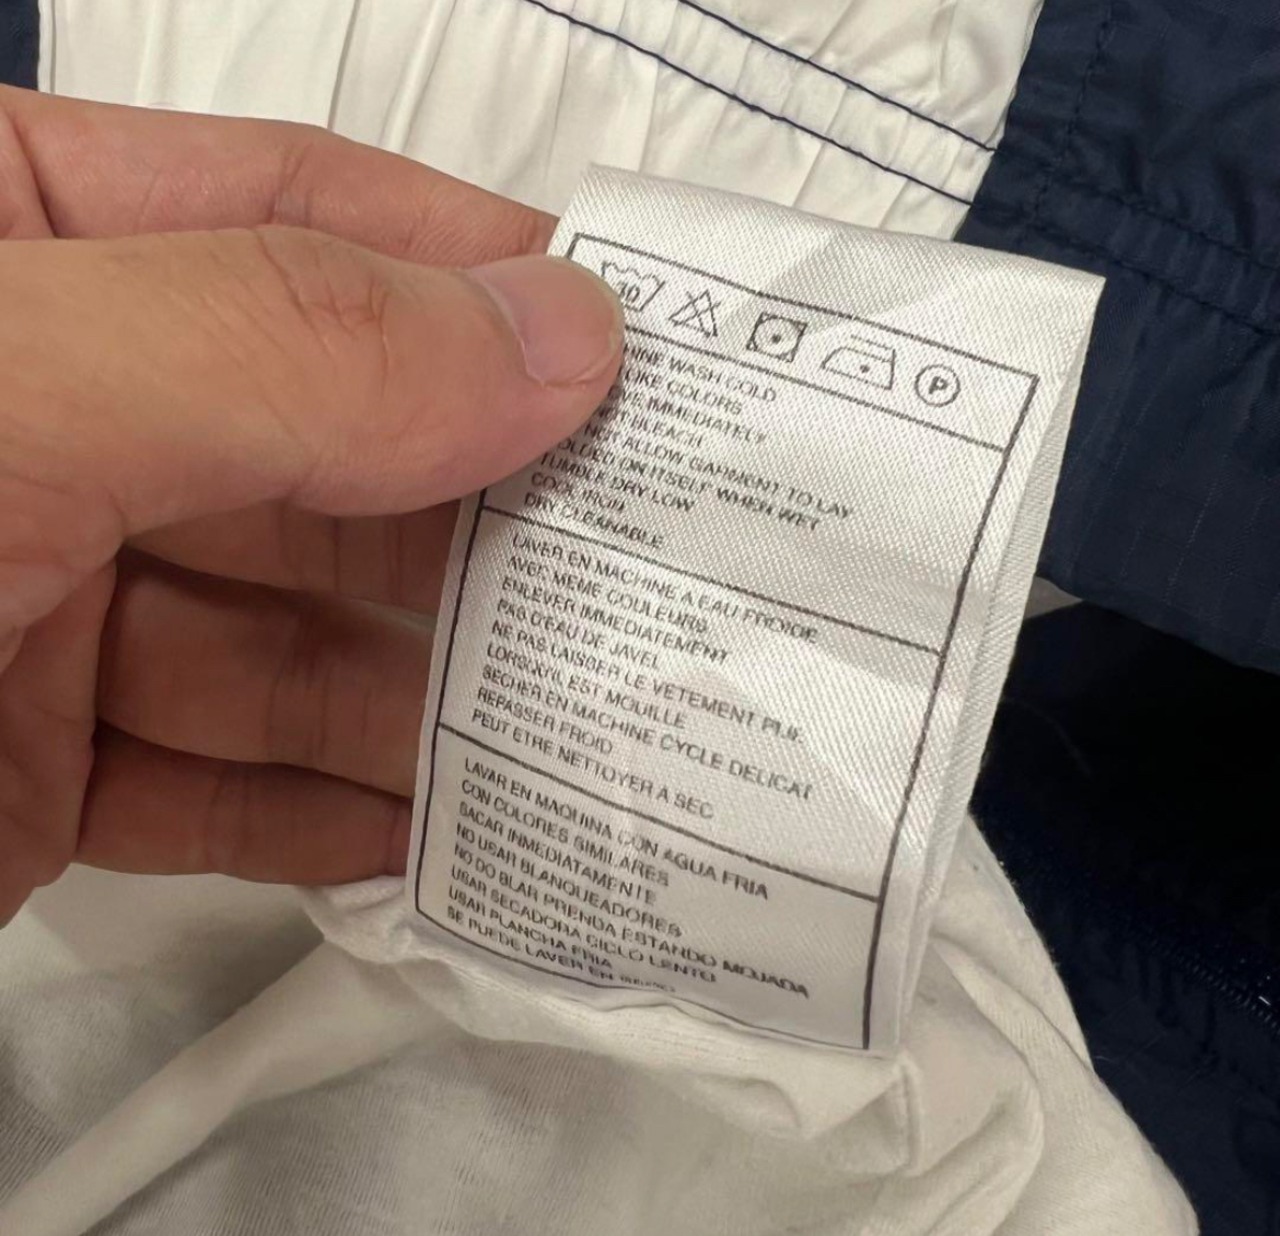 30
P
HINE WASH COLD
LIKE COLORS
IMMEDIATELY
BLEACH
NOT ALLOW GARMENT TO LAY
ON ITSELF WHEN WET
TUMBLE DRY LOW
COOL IRON
DRY CLEANABLE
LAVER EN MACHINE A EAU FROIDE
AVEC MEME COULEURS
ENLEVER IMMEDIATEMENT
PAS D'EAU DE JAVEL
NE PAS LAISSER LE VETEMENT PLIE
LORSQU'IL EST MOUILLE
SECHER EN MACHINE CYCLE DELICAT
REPASSER FROID
PEUT ETRE NETTOYER A SEC
LAVAR EN MAQUINA CON AGUA FRIA
CON COLORES SIMILARES
SACAR INMEDIATAMENTE
NO USAR BLANQUEADORES
NO DO BLAR PRENDA ESTANDO MOJADA
USAR SECADORA CICLO LENTO
USAR PLANCHA FRIA
SE PUEDE LAVER EN